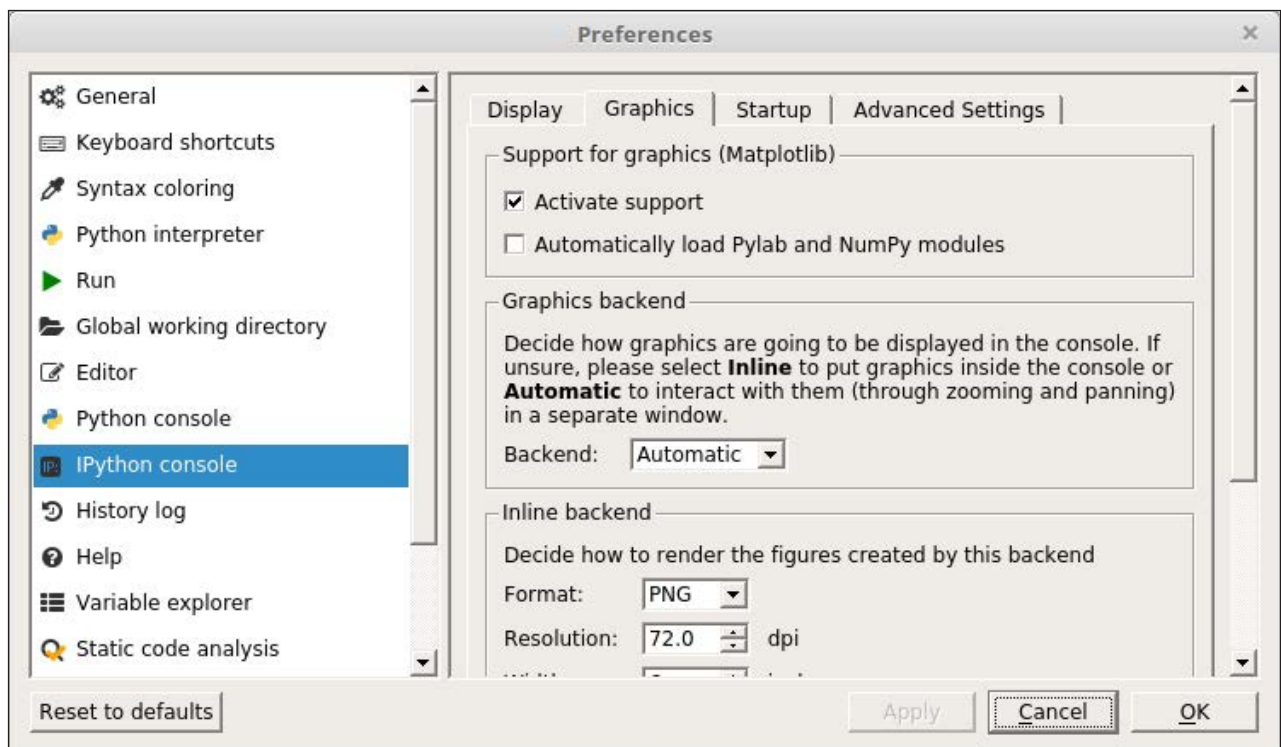 Preferences
General
Keyboard shortcuts
Syntax coloring
Python interpreter
Run
Global working directory
Editor
Python console
IPython console
History log
Help
Variable explorer
Static code analysis
Display
Graphics
Startup
Advanced Settings
Support for graphics (Matplotlib)
Activate support
Automatically load Pylab and NumPy modules
Graphics backend
Decide how graphics are going to be displayed in the console. If
unsure, please select Inline to put graphics inside the console or
Automatic to interact with them (through zooming and panning)
in a separate window.
Backend: Automatic
Inline backend
Decide how to render the figures created by this backend
Format: PNG
Resolution: 72.0 dpi
Reset to defaults
Apply
Cancel
OK